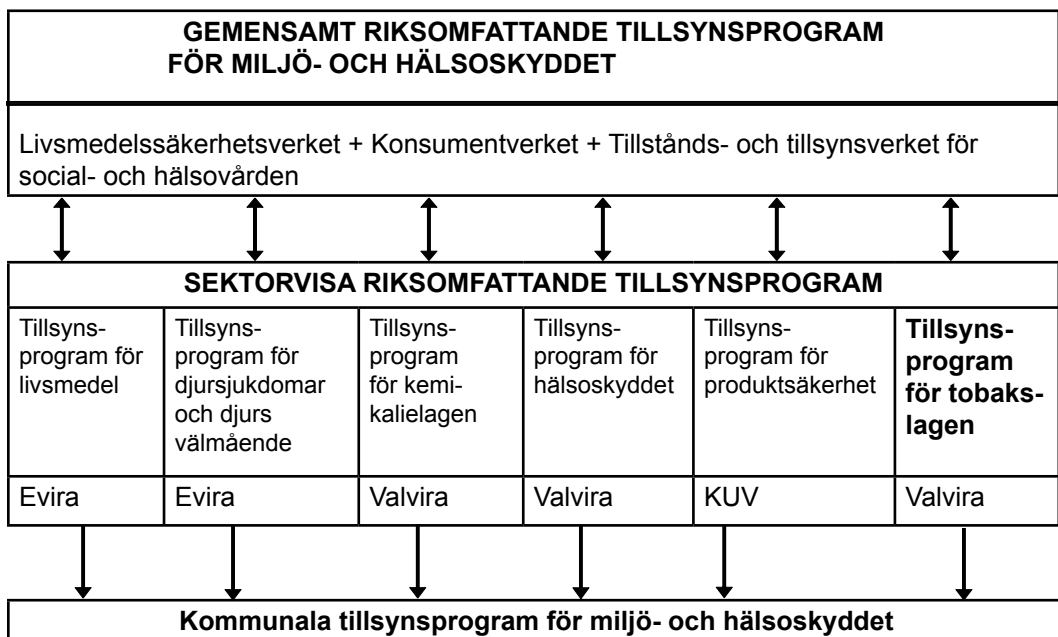 GEMENSAMT RIKSOMFATTANDE TILLSYNSPROGRAM
FÖR MILJÖ- OCH HÄLSOSKYDDET
Livsmedelssäkerhetsverket + Konsumentverket + Tillstånds- och tillsynsverket för
social- och hälsovården
SEKTORVISA RIKSOMFATTANDE TILLSYNSPROGRAM
Tillsyns-
program för
livsmedel
Tillsyns-
program för
djursjukdomar
och djurs
välmående
Tillsyns-
program
för kemi-
kalielagen
Tillsyns-
program för
hälsoskyddet
Tillsyns-
program för
produktsäkerhet
Tillsyns-
program
för tobaks-
lagen
Evira
Evira
Valvira
Valvira
KUV
Valvira
Kommunala tillsynsprogram för miljö- och hälsoskyddet